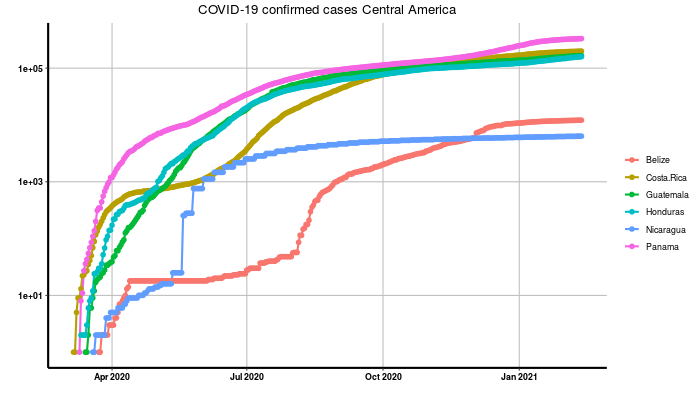 COVID-19 confirmed cases Central America
1e+05
1e+03
1e+01
Apr 2020
Jul 2020
Oct 2020
Jan 2021
Belize
Costa.Rica
Guatemala
Honduras
Nicaragua
Panama